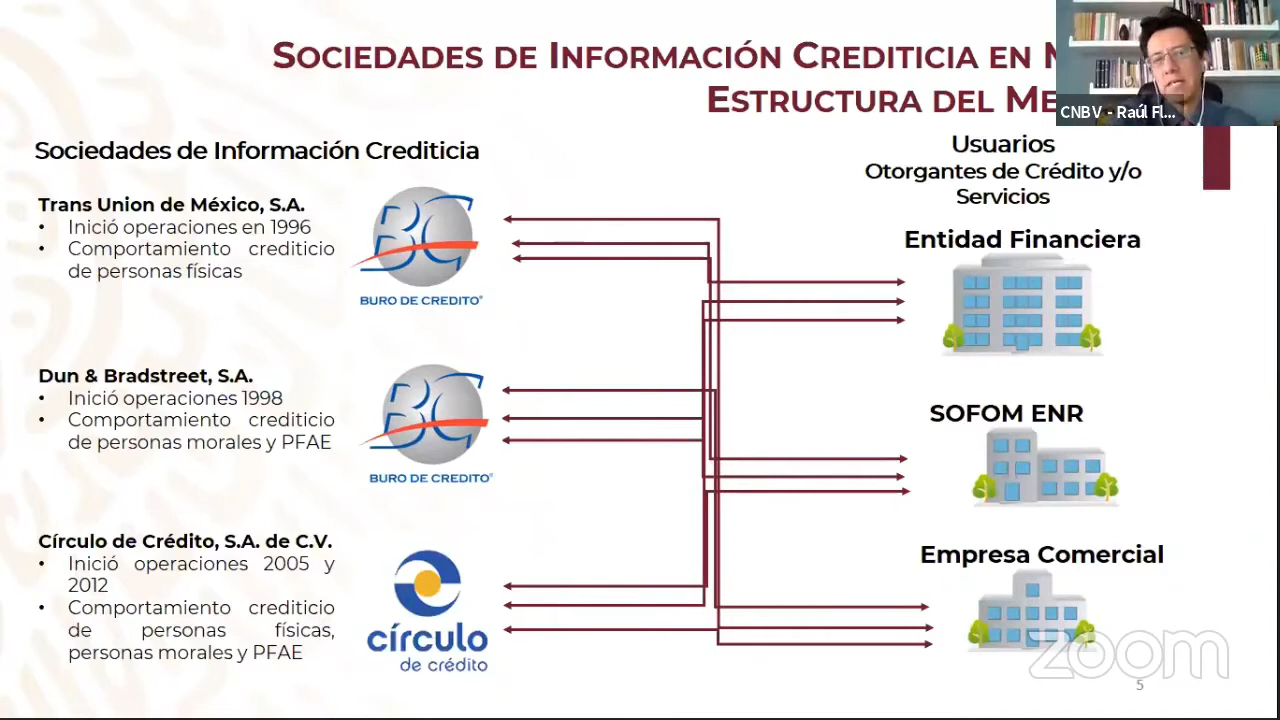 SOCIEDADES DE INFORMACIÓN CREDITICIA EN
ESTRUCTURA DEL
CNBV - Raúl Fl...
Sociedades de Información Crediticia
Trans Union de México, S.A.
• Inició operaciones en 1996
• Comportamiento crediticio
de personas físicas
BC
BURO DE CREDITO®
Dun & Bradstreet, S.A.
• Inició operaciones 1998
• Comportamiento crediticio
de personas morales y PFAE
BC
BURO DE CREDITO®
Círculo de Crédito, S.A. de C.V.
• Inició operaciones 2005 y
2012
• Comportamiento crediticio
de personas físicas,
personas morales y PFAE
círculo
de crédito
Usuarios
Otorgantes de Crédito y/o
Servicios
Entidad Financiera
SOFOM ENR
Empresa Comercial
zoom
5